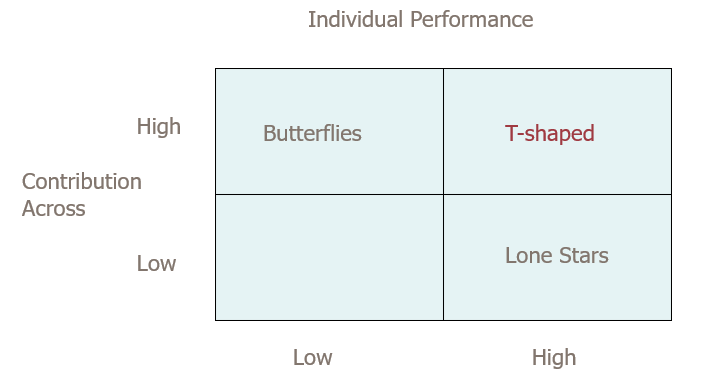 Individual Performance
High
Butterflies
T-shaped
Contribution
Across
Low
Lone Stars
Low
High